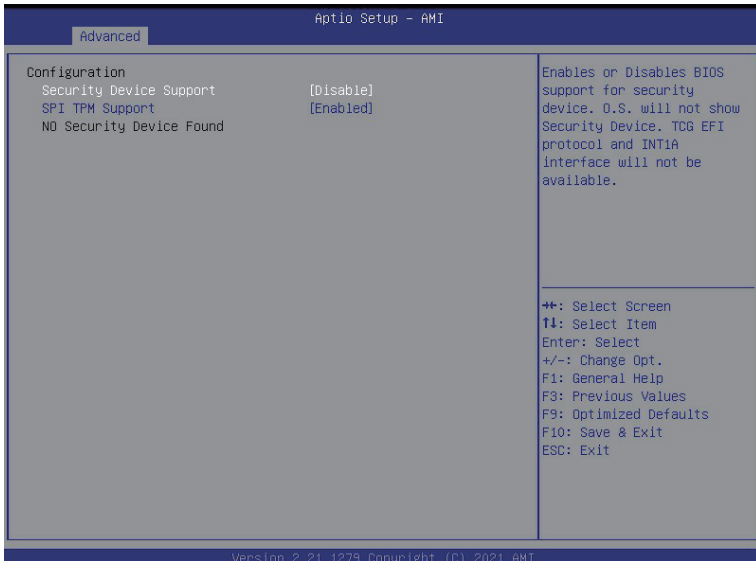 Aptio Setup – AMI
Advanced
Configuration
Security Device Support [Disable]
SPI TPM Support [Enabled]
NO Security Device Found
Enables or Disables BIOS
support for security
device. O.S. will not show
Security Device. TCG EFI
protocol and INT1A
interface will not be
available.
→←: Select Screen
↑↓: Select Item
Enter: Select
+/-: Change Opt.
F1: General Help
F3: Previous Values
F9: Optimized Defaults
F10: Save & Exit
ESC: Exit
Version 2.21.1279 Copyright (C) 2021 AMI